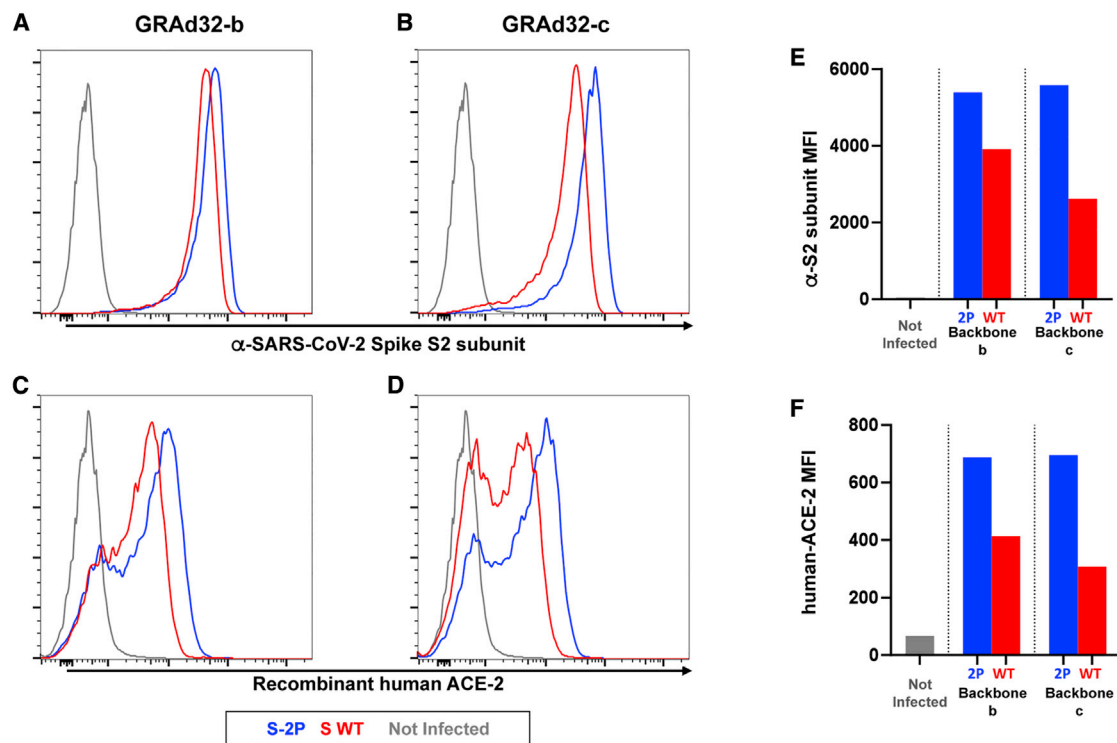 A
GRAd32-b
B
GRAd32-c
α-SARS-CoV-2 Spike S2 subunit
C
D
Recombinant human ACE-2
S-2P S WT Not Infected
E
α-S2 subunit MFI
6000
4000
2000
0
Not
Infected
2P WT
Backbone
b
2P WT
Backbone
c
F
human-ACE-2 MFI
800
600
400
200
0
Not
Infected
2P WT
Backbone
b
2P WT
Backbone
c